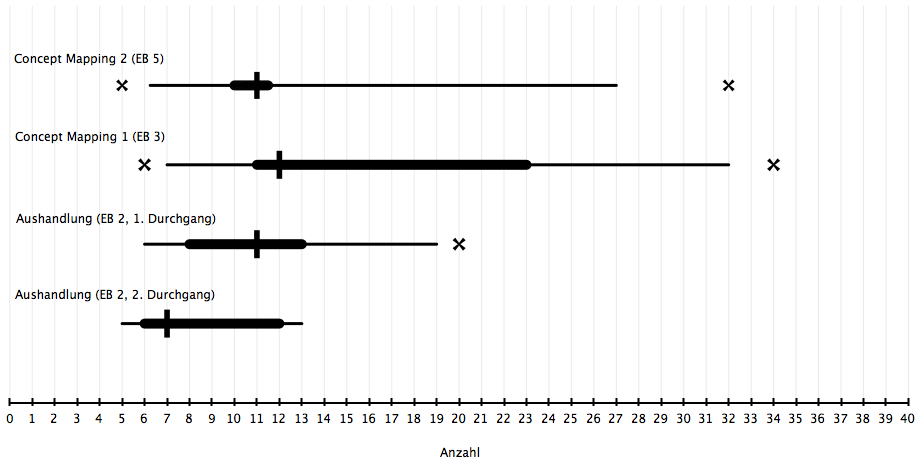 Concept Mapping 2 (EB 5)
Concept Mapping 1 (EB 3)
Aushandlung (EB 2, 1. Durchgang)
Aushandlung (EB 2, 2. Durchgang)
0 1 2 3 4 5 6 7 8 9 10 11 12 13 14 15 16 17 18 19 20 21 22 23 24 25 26 27 28 29 30 31 32 33 34 35 36 37 38 39 40
Anzahl